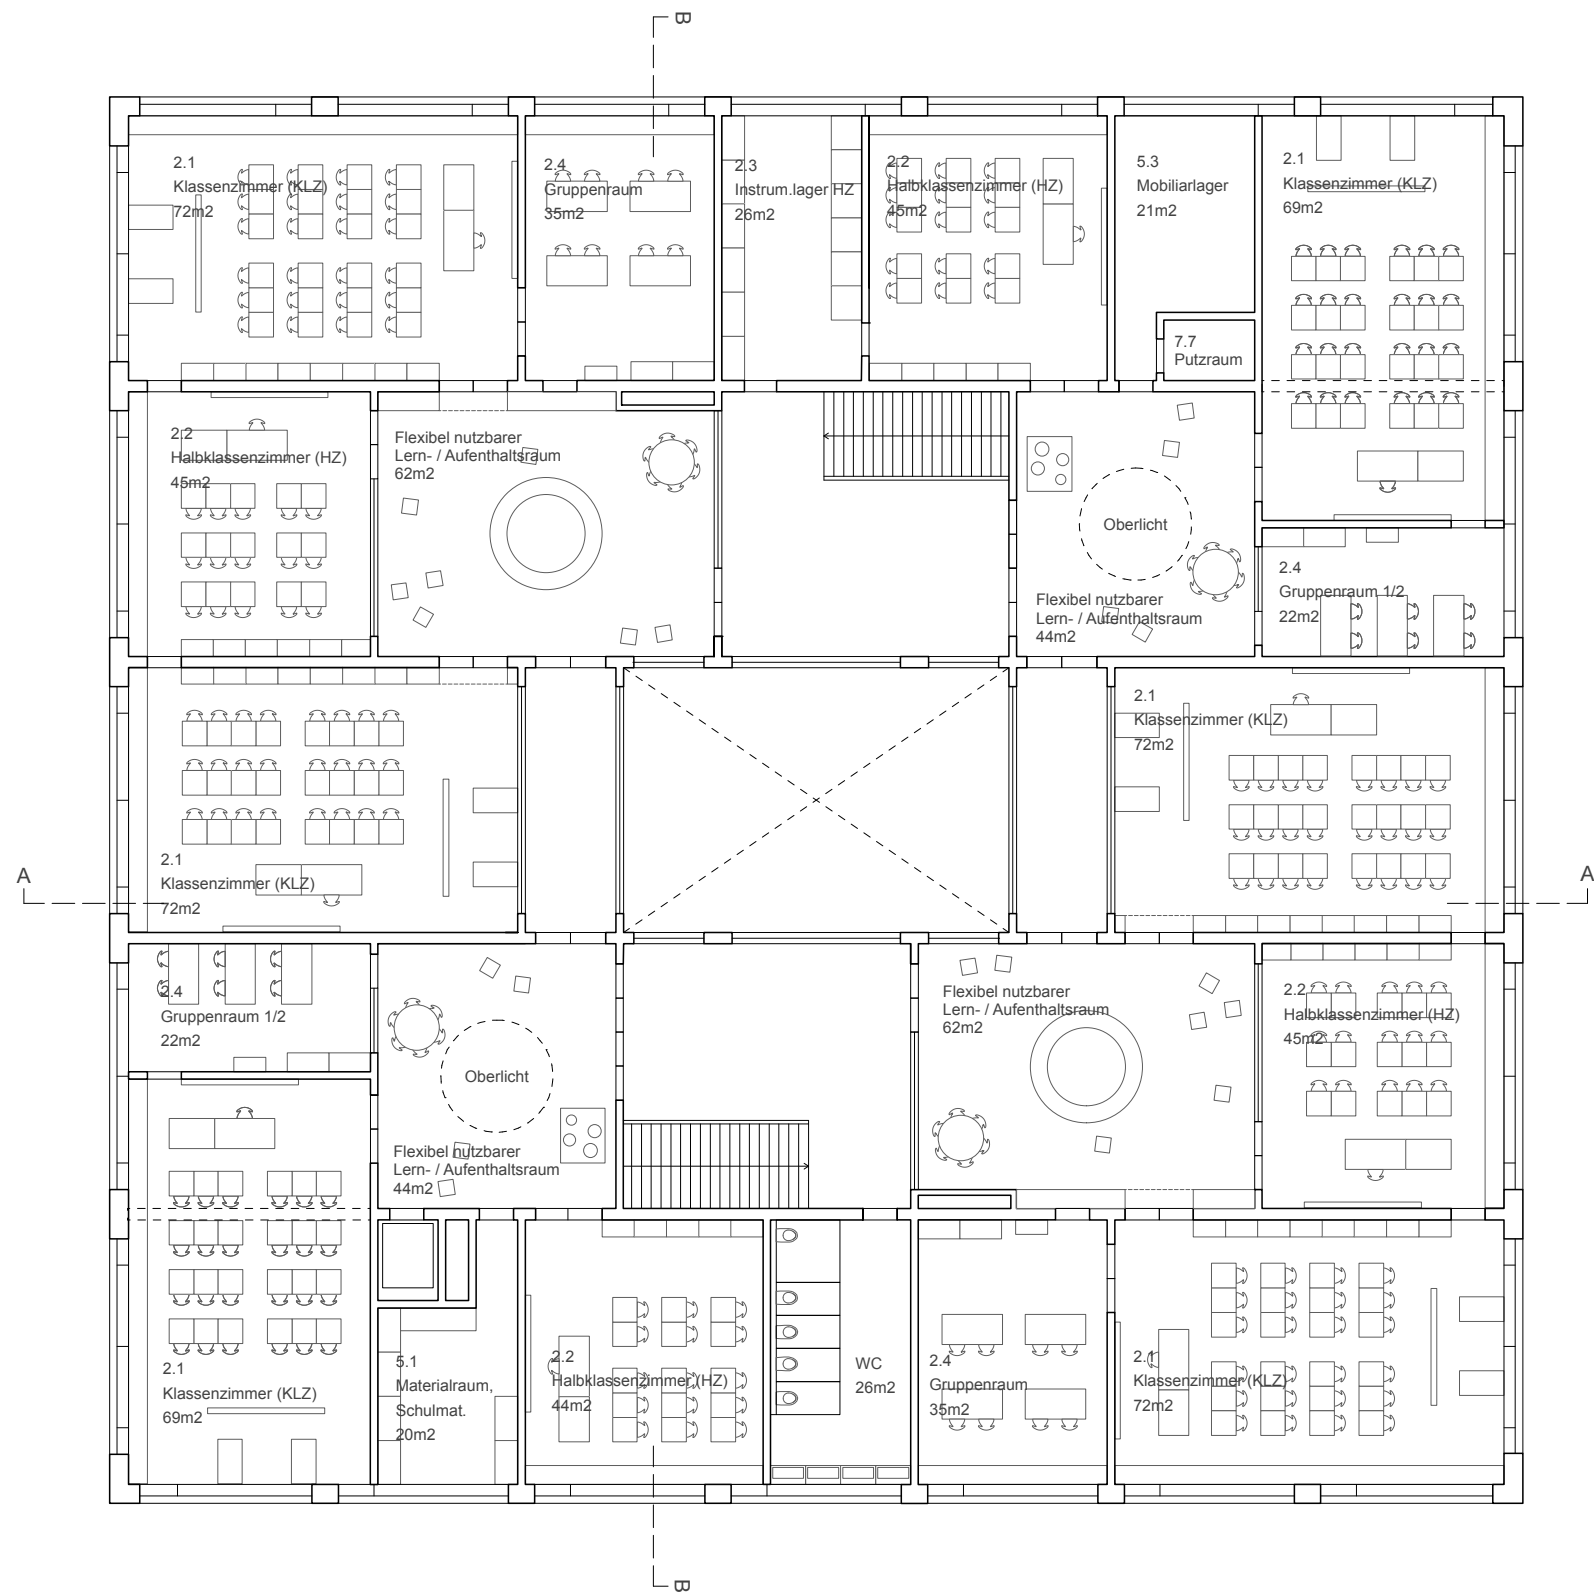 B
2.1
Klassenzimmer (KLZ)
72m2
2.4
Gruppenraum
35m2
2.3
Instrum.lager HZ
26m2
2.2
Halbklassenzimmer (HZ)
45m2
5.3
Mobiliarlager
21m2
2.1
Klassenzimmer (KLZ)
69m2
7.7
Putzraum
2.2
Halbklassenzimmer (HZ)
45m2
Flexibel nutzbarer
Lern- / Aufenthaltsraum
62m2
Oberlicht
Flexibel nutzbarer
Lern- / Aufenthaltsraum
44m2
2.4
Gruppenraum 1/2
22m2
2.1
Klassenzimmer (KLZ)
72m2
2.1
Klassenzimmer (KLZ)
72m2
A
A
2.4
Gruppenraum 1/2
22m2
Oberlicht
Flexibel nutzbarer
Lern- / Aufenthaltsraum
44m2
Flexibel nutzbarer
Lern- / Aufenthaltsraum
62m2
2.2
Halbklassenzimmer (HZ)
45m2
2.1
Klassenzimmer (KLZ)
69m2
5.1
Materialraum,
Schulmat.
20m2
2.2
Halbklassenzimmer (HZ)
44m2
WC
26m2
2.4
Gruppenraum
35m2
2.1
Klassenzimmer (KLZ)
72m2
B